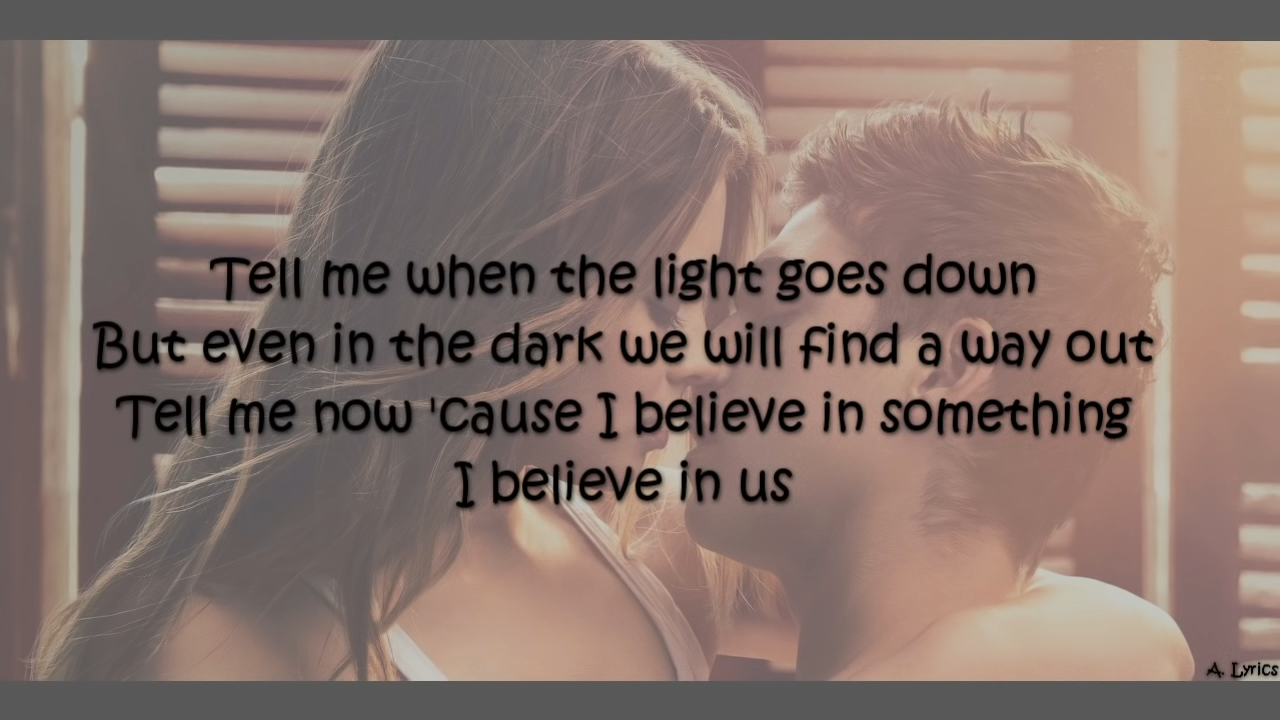 Tell me when the light goes down
But even in the dark we will find a way out
Tell me now 'cause I believe in something
I believe in us
A. Lyrics